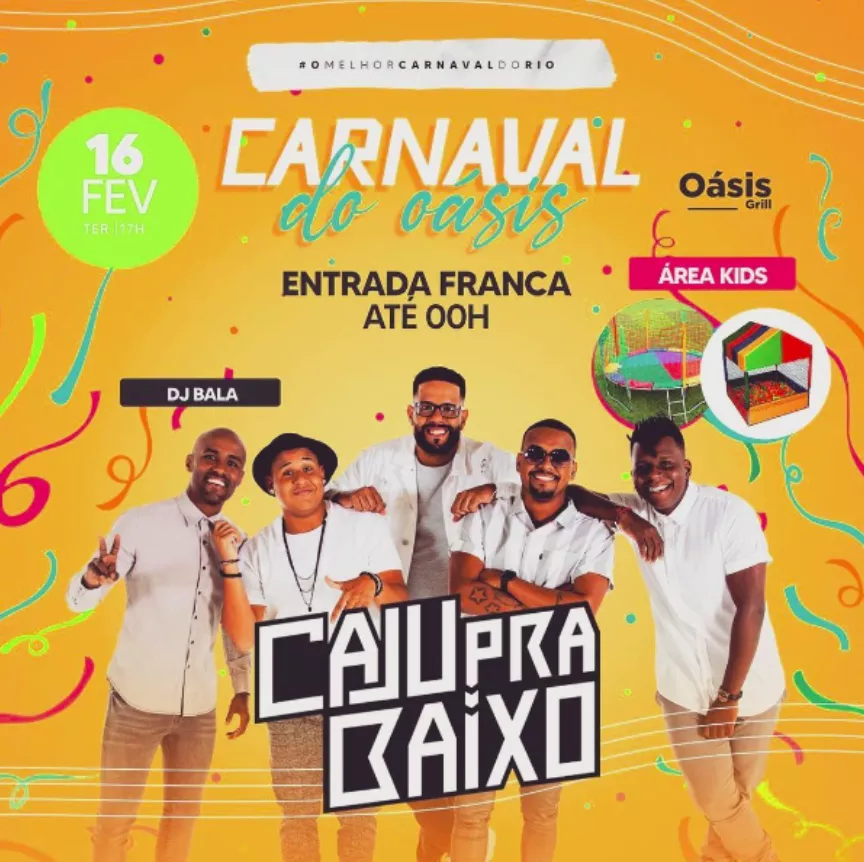 #OMELHORCARNAVALDORIO
CARNAVAL
do oásis
16
FEV
TER | 17H
Oásis
Grill
ENTRADA FRANCA
ATÉ 00H
ÁREA KIDS
DJ BALA
CAJU PRA
BAIXO